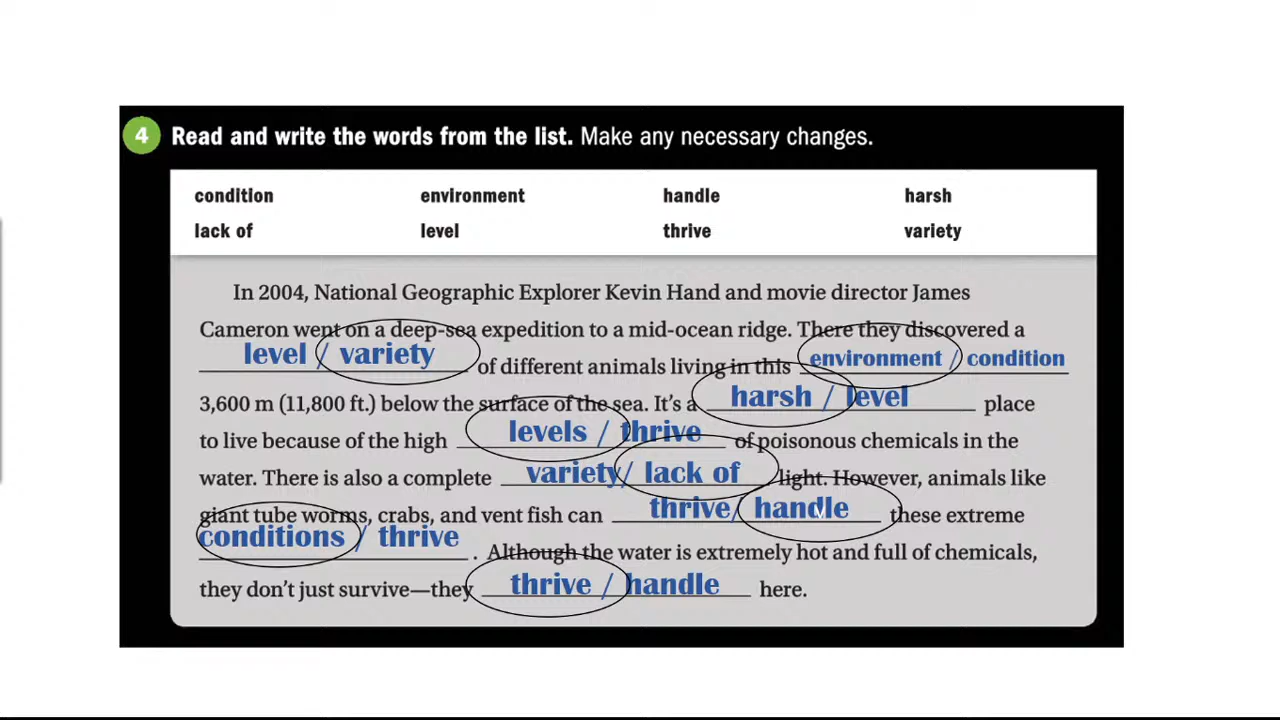 4 Read and write the words from the list. Make any necessary changes.
condition environment handle harsh
lack of level thrive variety
In 2004, National Geographic Explorer Kevin Hand and movie director James
Cameron went on a deep-sea expedition to a mid-ocean ridge. There they discovered a
level / variety of different animals living in this environment / condition
3,600 m (11,800 ft.) below the surface of the sea. It's a harsh / level place
to live because of the high levels / thrive of poisonous chemicals in the
water. There is also a complete variety/ lack of light. However, animals like
giant tube worms, crabs, and vent fish can thrive/ handle these extreme
conditions / thrive . Although the water is extremely hot and full of chemicals,
they don't just survive—they thrive / handle here.